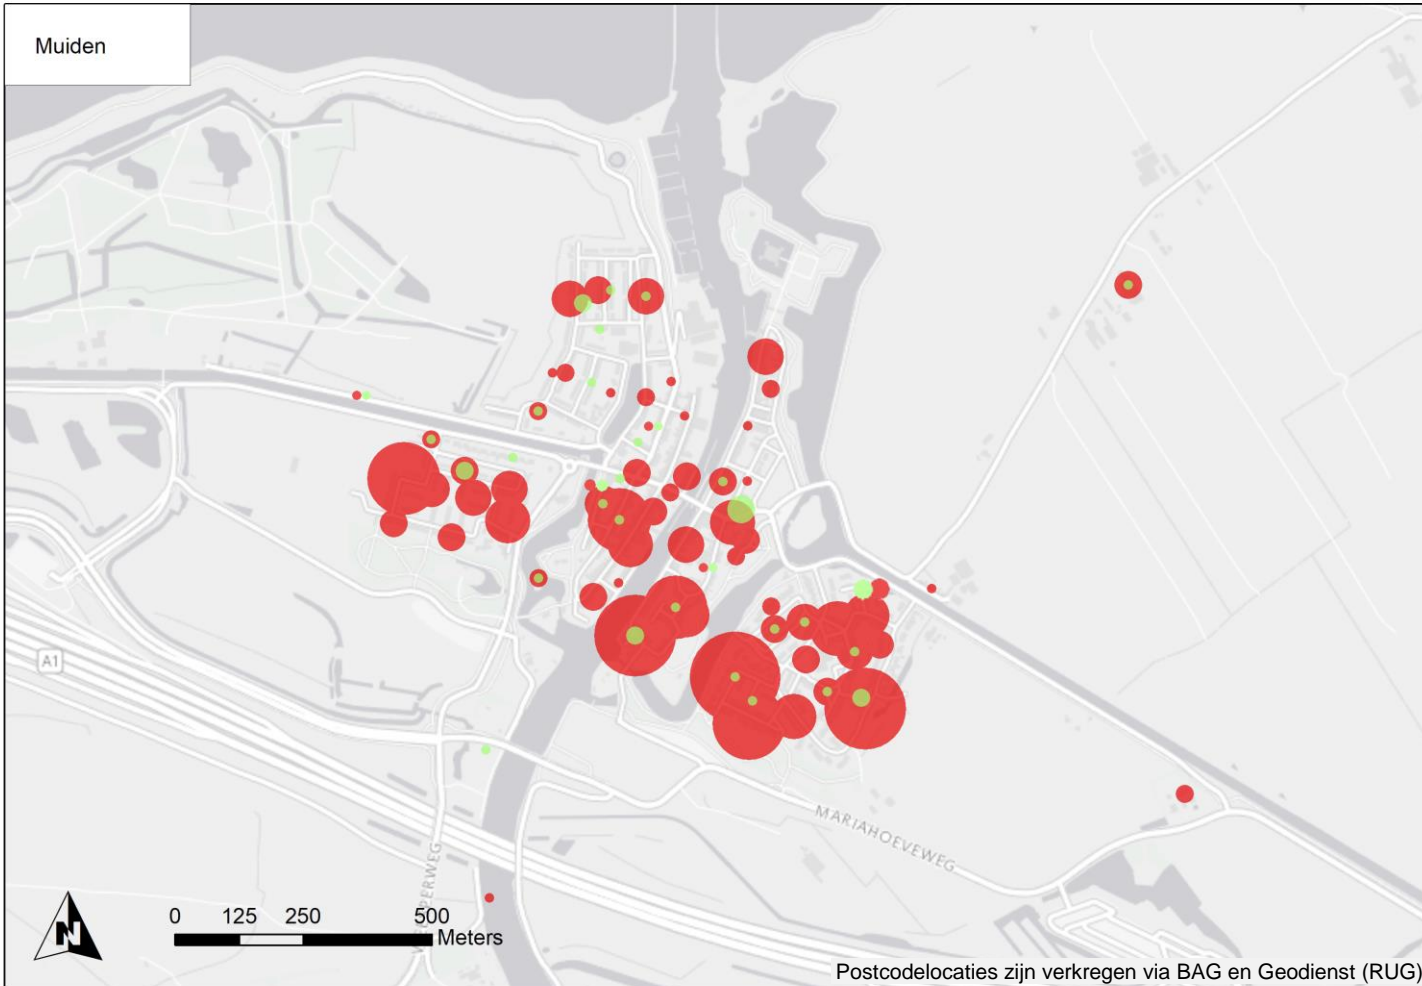 Muiden
A1
MARIAHOEVEWEG
N
0 125 250 500
Meters
Postcodelocaties zijn verkregen via BAG en Geodienst (RUG)